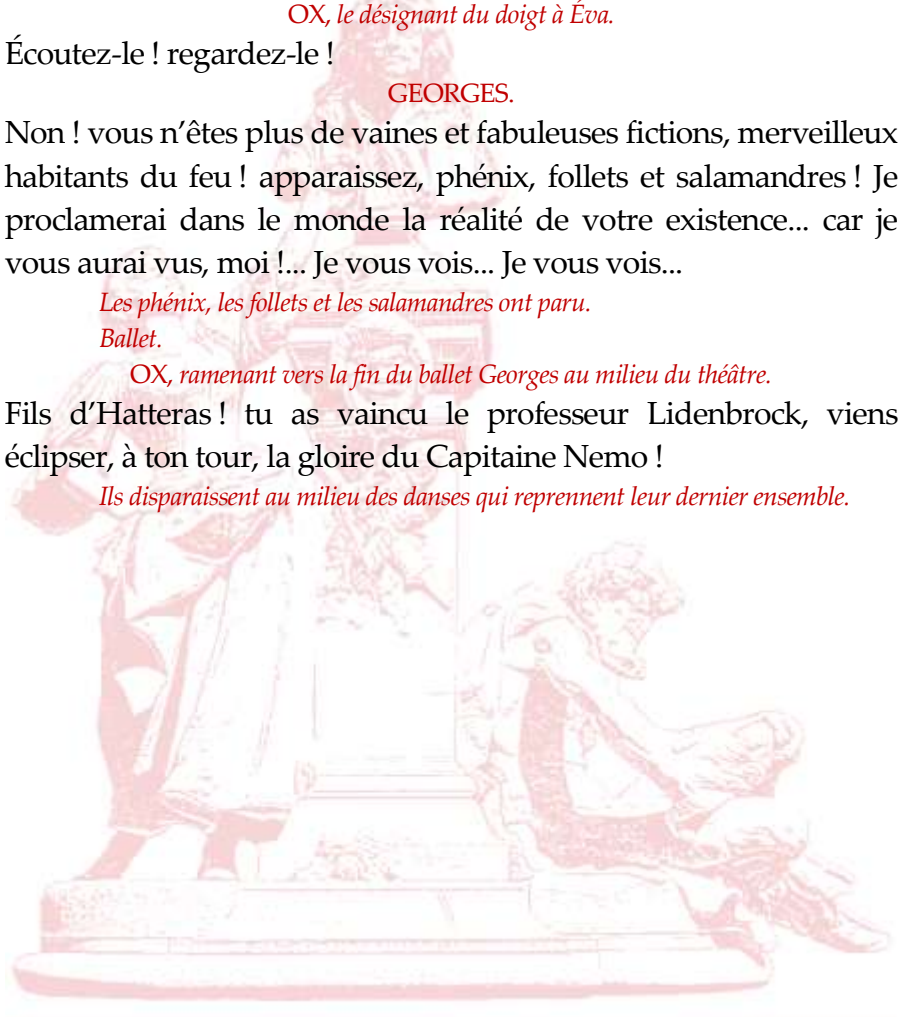 OX, le désignant du doigt à Éva.
Écoutez-le ! regardez-le !
GEORGES.
Non ! vous n’êtes plus de vaines et fabuleuses fictions, merveilleux
habitants du feu ! apparaissez, phénix, follets et salamandres ! Je
proclamerai dans le monde la réalité de votre existence... car je
vous aurai vus, moi !... Je vous vois... Je vous vois...
Les phénix, les follets et les salamandres ont paru.
Ballet.
OX, ramenant vers la fin du ballet Georges au milieu du théâtre.
Fils d’Hatteras ! tu as vaincu le professeur Lidenbrock, viens
éclipser, à ton tour, la gloire du Capitaine Nemo !
Ils disparaissent au milieu des danses qui reprennent leur dernier ensemble.